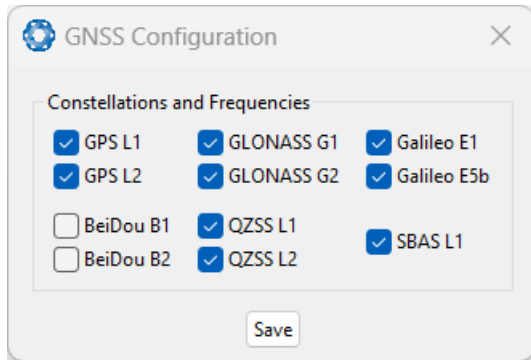 GNSS Configuration
Constellations and Frequencies
GPS L1 GLONASS G1 Galileo E1
GPS L2 GLONASS G2 Galileo E5b
BeiDou B1 QZSS L1
SBAS L1
BeiDou B2 QZSS L2
Save